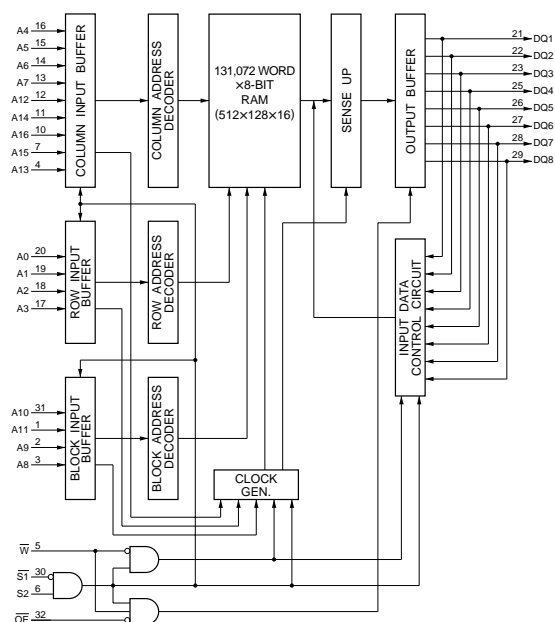 A4 16
A5 15
A6 14
A7 13
A12 12
A14 11
A16 10
A15 7
A13 4
COLUMN INPUT BUFFER
COLUMN ADDRESS
DECODER
131,072 WORD
×8-BIT
RAM
(512×128×16)
SENSE UP
OUTPUT BUFFER
21 DQ1
22 DQ2
23 DQ3
25 DQ4
26 DQ5
27 DQ6
28 DQ7
29 DQ8
A0 20
A1 19
A2 18
A3 17
ROW INPUT
BUFFER
ROW ADDRESS
DECODER
INPUT DATA
CONTROL CIRCUIT
A10 31
A11 1
A9 2
A8 3
BLOCK INPUT
BUFFER
BLOCK ADDRESS
DECODER
CLOCK
GEN.
W 5
S1 30
S2 6
OE 32